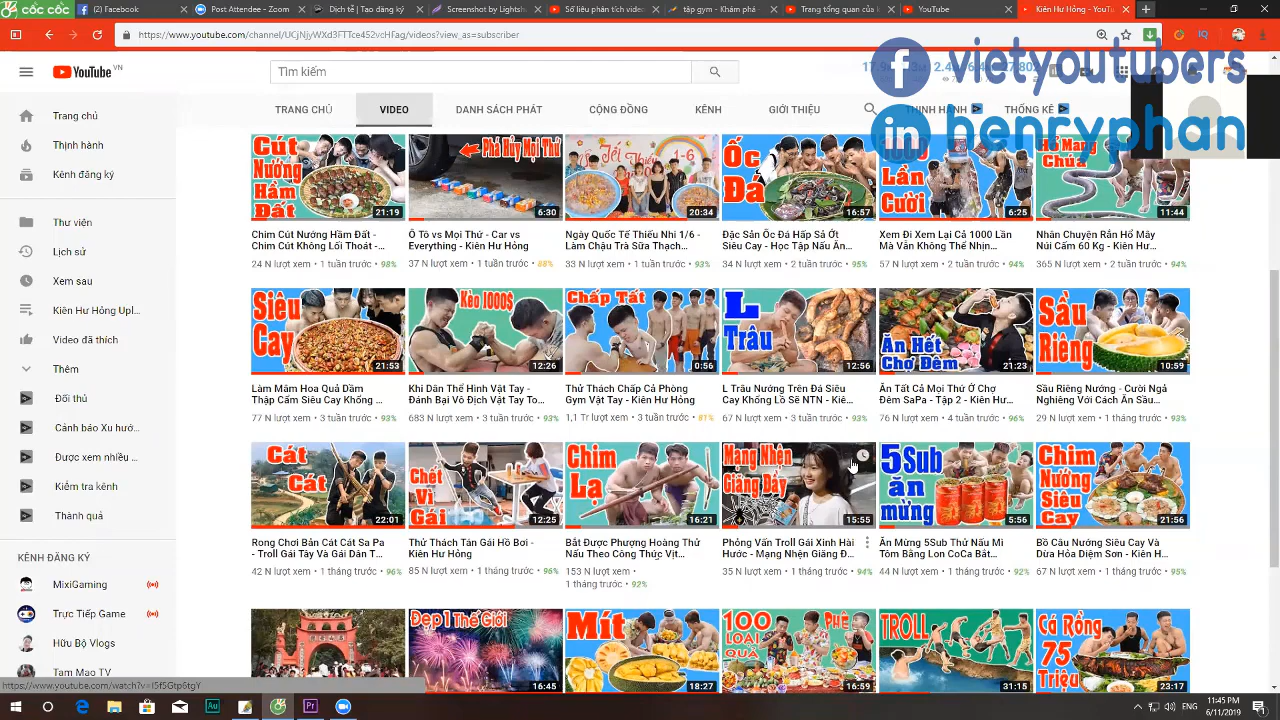 CỐC CỐC
Facebook
Post Attendee - Zoom
Dịch tễ | Tạo dáng ký
Screenshot by Lightsh
Số liệu phân tích video
tập gym - Khám phá
Trang tổng quan của k
YouTube
Kiên Hư Hỏng - YouTu
https://www.youtube.com/channel/UCjNjyWXd3FTTce452vcHFag/videos?view_as=subscriber
vietyoutubers
YouTube VN
Tìm kiếm
in benryphan
TRANG CHỦ
VIDEO
DANH SÁCH PHÁT
CỘNG ĐỒNG
KÊNH
GIỚI THIỆU
THỊNH HÀNH
THỐNG KÊ
Trang chủ
Thịnh hành
Kênh đăng ký
Thư viện
Lịch sử
Xem sau
Kiên Hư Hỏng Upl...
Video đã thích
Thêm
Đối thủ
Cảnh báo Xu hướ...
Được xem nhiều ...
Kiểm tra kênh
Thành quả
KÊNH ĐĂNG KÝ
MixiGaming
Trực Tiếp Game
Hữu Bộ Vlogs
Tam Mao TV
Cút Nướng Hầm Đất
21:19
Phá Hủy Mọi Thứ
6:30
1-6
20:34
Ốc Đá
16:57
1000 Lần Cười
6:25
Hổ Mang Chúa
11:44
Chim Cút Nướng Hầm Đất -
Chim Cút Không Lối Thoát -...
24 N lượt xem • 1 tuần trước • 98%
Ô Tô vs Mọi Thứ - Car vs
Everything - Kiên Hư Hỏng
37 N lượt xem • 1 tuần trước • 88%
Ngày Quốc Tế Thiếu Nhi 1/6 -
Làm Chậu Trà Sữa Thạch...
33 N lượt xem • 1 tuần trước • 93%
Đặc Sản Ốc Đá Hấp Sả Ớt
Siêu Cay - Học Tập Nấu Ăn...
34 N lượt xem • 2 tuần trước • 95%
Xem Đi Xem Lại Cả 1000 Lần
Mà Vẫn Không Thể Nhịn...
57 N lượt xem • 2 tuần trước • 94%
Nhân Chuyện Rắn Hổ Mây
Núi Cấm 60 Kg - Kiên Hư...
365 N lượt xem • 2 tuần trước • 94%
Siêu Cay
21:53
Kèo 1000$
12:26
Chấp Tất
0:56
L Trâu
12:56
Ăn Hết Chợ Đêm
21:23
Sầu Riêng
10:59
Làm Mâm Hoa Quả Dầm
Thập Cẩm Siêu Cay Khổng ...
77 N lượt xem • 3 tuần trước • 93%
Khi Dân Thể Hình Vật Tay -
Đánh Bại Vô Địch Vật Tay To...
683 N lượt xem • 3 tuần trước • 93%
Thử Thách Chấp Cả Phòng
Gym Vật Tay - Kiên Hư Hỏng
1,1 Tr lượt xem • 3 tuần trước • 81%
L Trâu Nướng Trên Đá Siêu
Cay Khổng Lồ Sẽ NTN - Kiê...
63 N lượt xem • 3 tuần trước • 93%
Ăn Tất Cả Mọi Thứ Ở Chợ
Đêm SaPa - Tập 2 - Kiên Hư...
76 N lượt xem • 4 tuần trước • 96%
Sầu Riêng Nướng - Cười Ngả
Nghiêng Với Cách Ăn Sầu...
29 N lượt xem • 1 tháng trước • 93%
Cát Cát
22:01
Chết Vì Gái
12:25
Chim Lạ
16:21
Mạng Nhện Giăng Đầy
15:55
5Sub ăn mừng
5:56
Chim Nướng Siêu Cay
21:56
Rong Chơi Bản Cát Cát Sa Pa
- Troll Gái Tây Và Gái Dân T...
42 N lượt xem • 1 tháng trước • 96%
Thử Thách Tán Gái Hồ Bơi -
Kiên Hư Hỏng
85 N lượt xem • 1 tháng trước • 96%
Bắt Được Phượng Hoàng Thử
Nấu Theo Công Thức Vịt...
153 N lượt xem •
1 tháng trước • 92%
Phỏng Vấn Troll Gái Xinh Hài
Hước - Mạng Nhện Giăng Đ...
35 N lượt xem • 1 tháng trước • 94%
Ăn Mừng 5Sub Thử Nấu Mì
Tôm Bằng Lon CoCa Bất...
44 N lượt xem • 1 tháng trước • 92%
Bồ Câu Nướng Siêu Cay Và
Dừa Hỏa Diệm Sơn - Kiên H...
67 N lượt xem • 1 tháng trước • 95%
Đẹp 1 Thế Giới
16:45
Mít
18:27
100 LOẠI QUẢ PHÊ
16:59
TROLL
31:15
Cá Rồng 75 Triệu
23:17
https://www.youtube.com/watch?v=I5f5Gtp6tgY
ENG
11:45 PM
6/11/2019